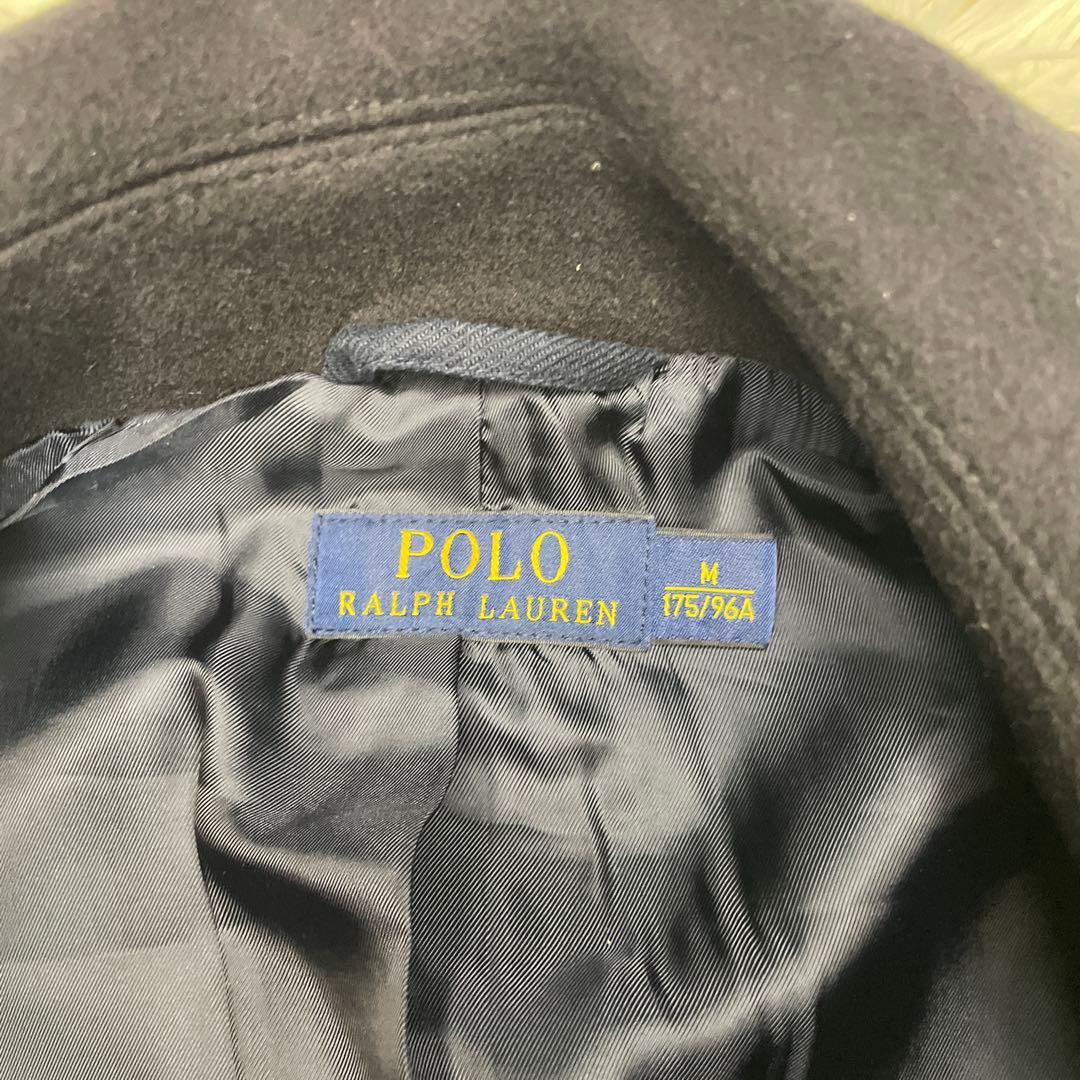 POLO
RALPH LAUREN
M
175/96A